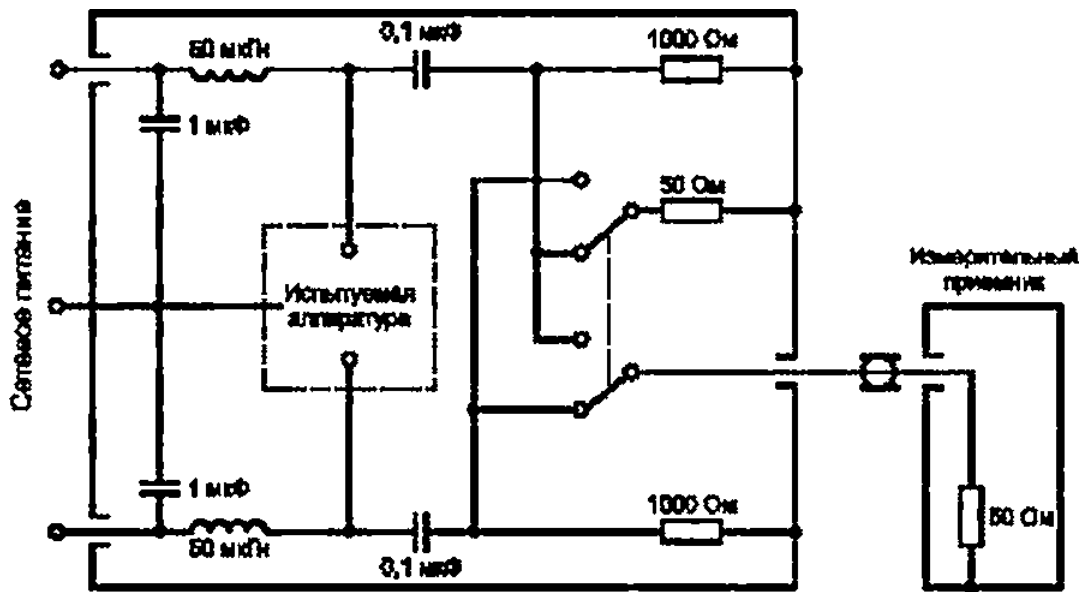 0,1 мкФ
1000 Ом
50 мкГн
1 мкФ
50 Ом
Измерительный
приемник
Испытуемая
аппаратура
Сетевое питание
1 мкФ
1000 Ом
50 Ом
50 мкГн
0,1 мкФ